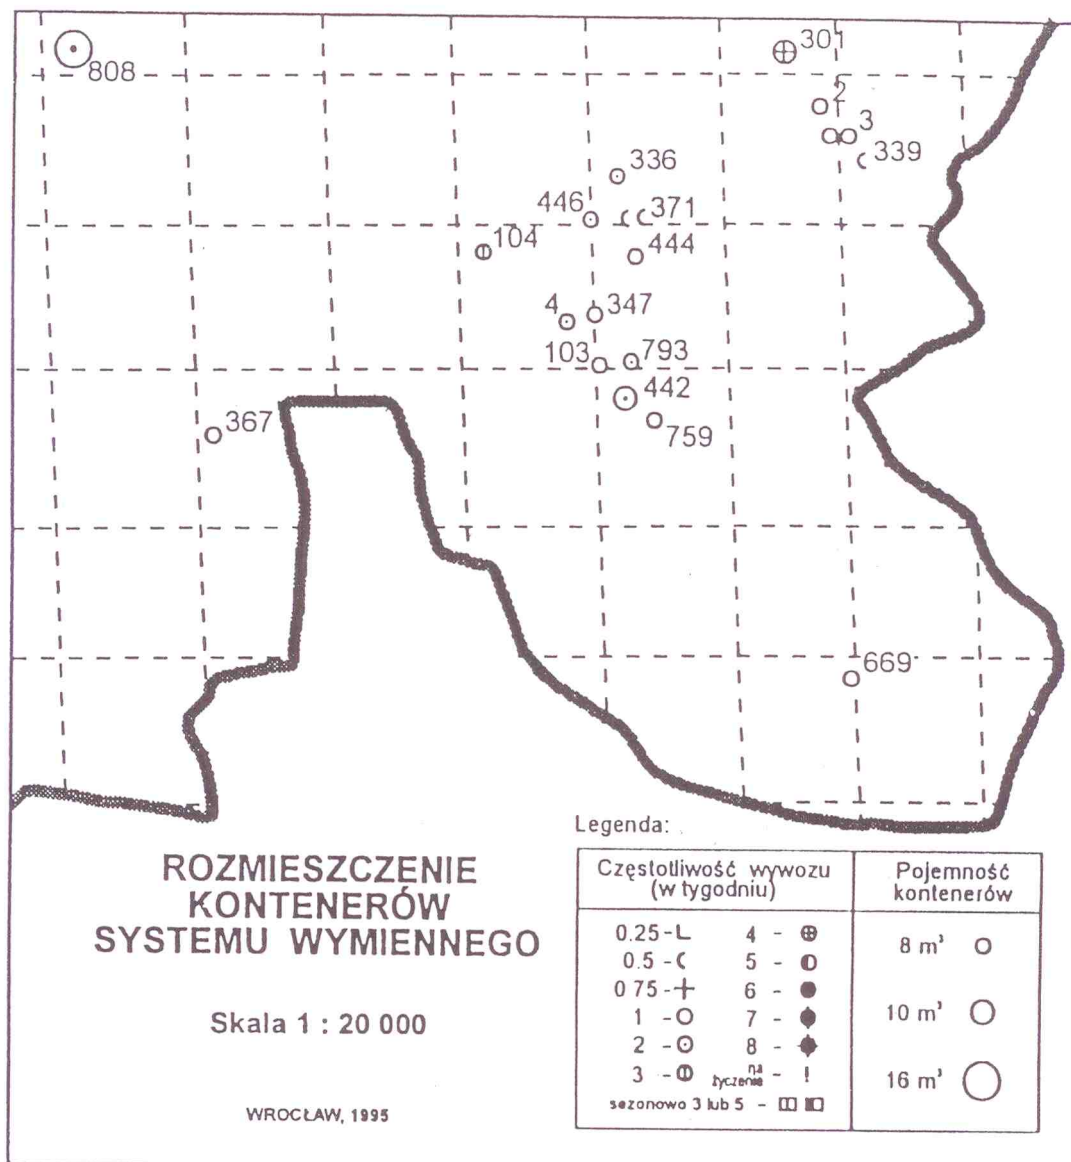 808
301
2
3
339
336
446
371
104
444
4
347
103
793
442
367
759
669
Legenda:
ROZMIESZCZENIE
KONTENERÓW
SYSTEMU WYMIENNEGO
Skala 1 : 20 000
WROCŁAW, 1995
Częstotliwość wywozu
(w tygodniu)
0.25 -
4 -
0.5 -
5 -
0 75 -
6 -
1 -
7 -
2 -
8 -
3 -
na życzenie - !
sezonowo 3 lub 5 -
Pojemność
kontenerów
8 m³
10 m³
16 m³